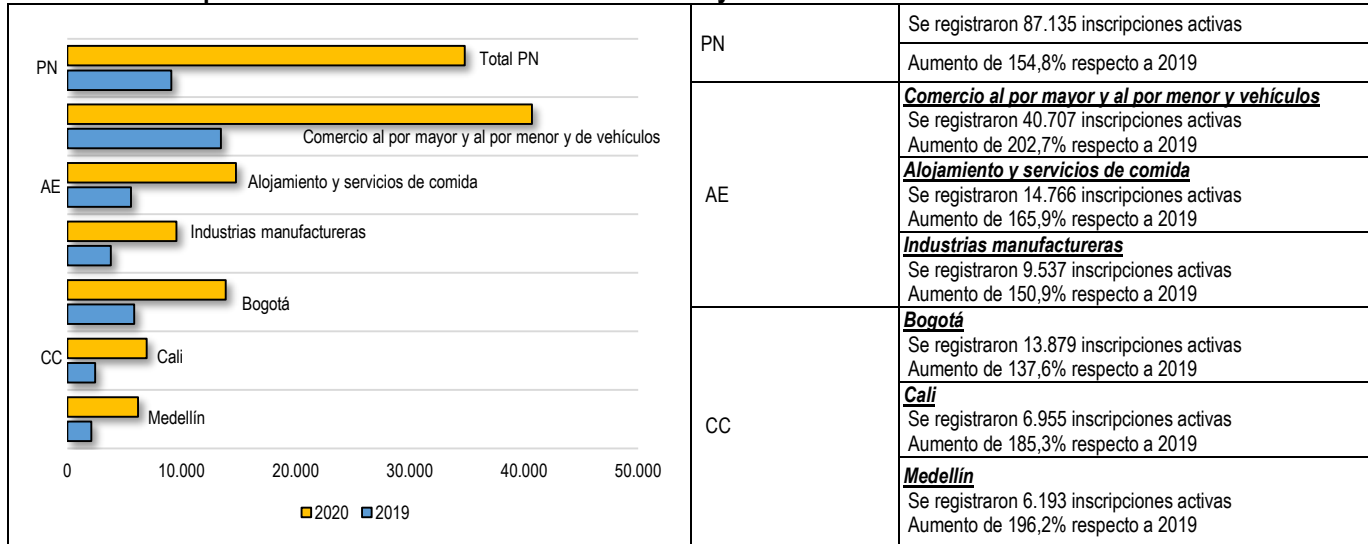 PN
Total PN
Comercio al por mayor y al por menor y de vehículos
AE
Alojamiento y servicios de comida
Industrias manufactureras
Bogotá
CC
Cali
Medellín
0 10.000 20.000 30.000 40.000 50.000
2020 2019
PN
Se registraron 87.135 inscripciones activas
Aumento de 154,8% respecto a 2019
AE
Comercio al por mayor y al por menor y vehículos
Se registraron 40.707 inscripciones activas
Aumento de 202,7% respecto a 2019
Alojamiento y servicios de comida
Se registraron 14.766 inscripciones activas
Aumento de 165,9% respecto a 2019
Industrias manufactureras
Se registraron 9.537 inscripciones activas
Aumento de 150,9% respecto a 2019
CC
Bogotá
Se registraron 13.879 inscripciones activas
Aumento de 137,6% respecto a 2019
Cali
Se registraron 6.955 inscripciones activas
Aumento de 185,3% respecto a 2019
Medellín
Se registraron 6.193 inscripciones activas
Aumento de 196,2% respecto a 2019